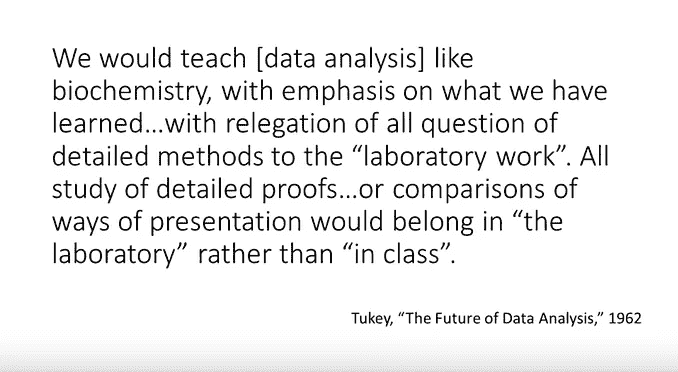 We would teach [data analysis] like
biochemistry, with emphasis on what we have
learned…with relegation of all question of
detailed methods to the “laboratory work”. All
study of detailed proofs…or comparisons of
ways of presentation would belong in “the
laboratory” rather than “in class”.
Tukey, “The Future of Data Analysis,” 1962